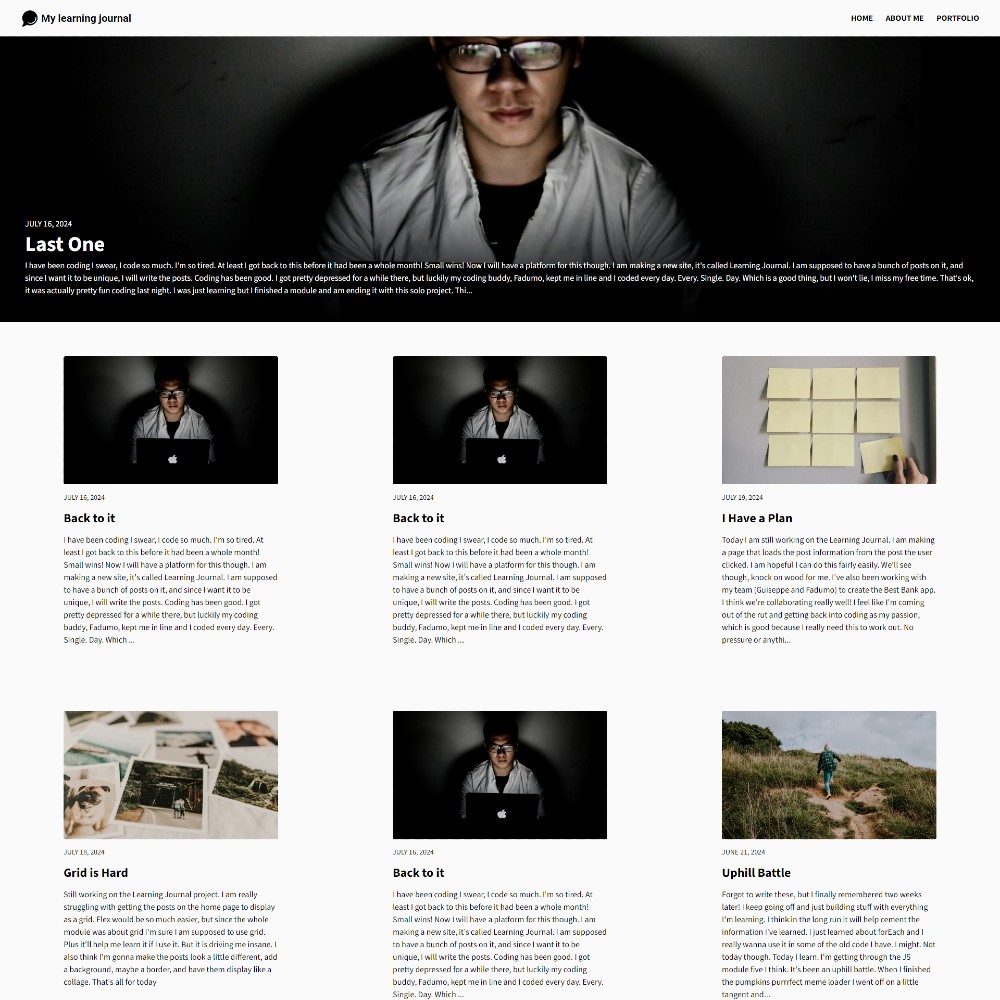 My learning journal
HOME ABOUT ME PORTFOLIO
JULY 16, 2024
Last One
I have been coding I swear, I code so much. I'm so tired. At least I got back to this before it had been a whole month! Small wins! Now I will have a platform for this though. I am making a new site, it's called Learning Journal. I am supposed to have a bunch of posts on it, and
since I want it to be unique, I will write the posts. Coding has been good. I got pretty depressed for a while there, but luckily my coding buddy, Fadumo, kept me in line and I coded every day. Every. Single. Day. Which is a good thing, but I won't lie, I miss my free time. That's ok,
it was actually pretty fun coding last night. I was just learning but I finished a module and am ending it with this solo project. Thi...
JULY 16, 2024
Back to it
I have been coding I swear, I code so much. I'm so tired. At
least I got back to this before it had been a whole month!
Small wins! Now I will have a platform for this though. I am
making a new site, it's called Learning Journal. I am supposed
to have a bunch of posts on it, and since I want it to be
unique, I will write the posts. Coding has been good. I got
pretty depressed for a while there, but luckily my coding
buddy, Fadumo, kept me in line and I coded every day. Every.
Single. Day. Which ...
JULY 16, 2024
Back to it
I have been coding I swear, I code so much. I'm so tired. At
least I got back to this before it had been a whole month!
Small wins! Now I will have a platform for this though. I am
making a new site, it's called Learning Journal. I am supposed
to have a bunch of posts on it, and since I want it to be
unique, I will write the posts. Coding has been good. I got
pretty depressed for a while there, but luckily my coding
buddy, Fadumo, kept me in line and I coded every day. Every.
Single. Day. Which ...
JULY 19, 2024
I Have a Plan
Today I am still working on the Learning Journal. I am making
a page that loads the post information from the post the user
clicked. I am hopeful I can do this fairly easily. We'll see
though, knock on wood for me. I've also been working with
my team (Guiseppe and Fadumo) to create the Best Bank app.
I think we're collaborating really well! I feel like I'm coming
out of the rut and getting back into coding as my passion,
which is good because I really need this to work out. No
pressure or anythi...
JULY 18, 2024
Grid is Hard
Still working on the Learning Journal project. I am really
struggling with getting the posts on the home page to display
as a grid. Flex would be so much easier, but since the whole
module was about grid I'm sure I am supposed to use grid.
Plus it'll help me learn it if I use it. But it is driving me insane. I
also think I'm gonna make the posts look a little different, add
a background, maybe a border, and have them display like a
collage. That's all for today
JULY 16, 2024
Back to it
I have been coding I swear, I code so much. I'm so tired. At
least I got back to this before it had been a whole month!
Small wins! Now I will have a platform for this though. I am
making a new site, it's called Learning Journal. I am supposed
to have a bunch of posts on it, and since I want it to be
unique, I will write the posts. Coding has been good. I got
pretty depressed for a while there, but luckily my coding
buddy, Fadumo, kept me in line and I coded every day. Every.
Single. Day. Which ...
JUNE 21, 2024
Uphill Battle
Forgot to write these, but I finally remembered two weeks
later! I keep going off and just building stuff with everything
I'm learning. I think in the long run it will help cement the
information I've learned. I just learned about forEach and I
really wanna use it in some of the old code I have. I might. Not
today though. Today I learn. I'm getting through the JS
module five I think. It's been an uphill battle. When I finished
the pumpkins purrrfect meme loader I went off on a little
tangent and...